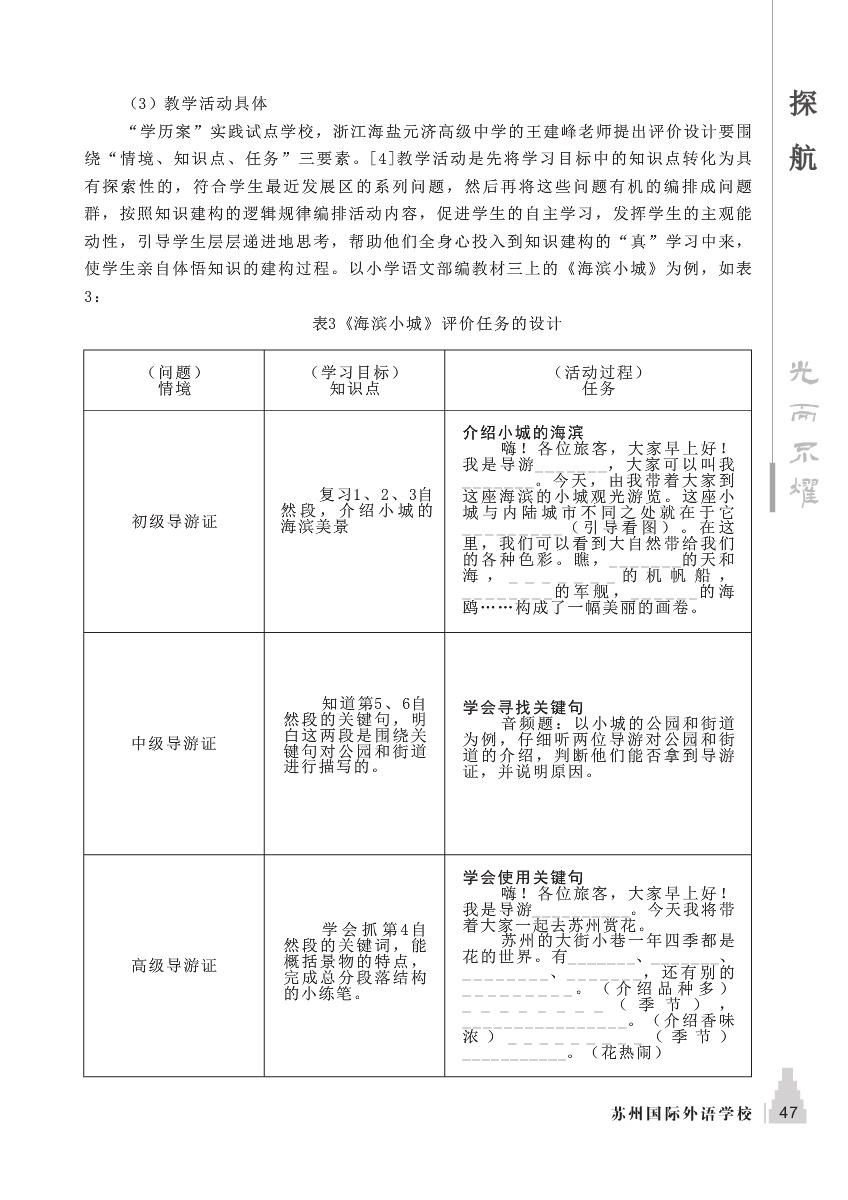 （3）教学活动具体
“学历案”实践试点学校，浙江海盐元济高级中学的王建峰老师提出评价设计要围
绕“情境、知识点、任务”三要素。[4]教学活动是先将学习目标中的知识点转化为具
有探索性的，符合学生最近发展区的系列问题，然后再将这些问题有机的编排成问题
群，按照知识建构的逻辑规律编排活动内容，促进学生的自主学习，发挥学生的主观能
动性，引导学生层层递进地思考，帮助他们全身心投入到知识建构的“真”学习中来，
使学生亲自体悟知识的建构过程。以小学语文部编教材三上的《海滨小城》为例，如表
3：
表3《海滨小城》评价任务的设计
（问题）
情境
（学习目标）
知识点
（活动过程）
任务
初级导游证
复习1、2、3自
然段，介绍小城的
海滨美景
介绍小城的海滨
嗨！各位旅客，大家早上好！
我是导游_______，大家可以叫我
_______。今天，由我带着大家到
这座海滨的小城观光游览。这座小
城与内陆城市不同之处就在于它
_________（引导看图）。在这
里，我们可以看到大自然带给我们
的各种色彩。瞧，_______的天和
海，_______的机帆船，
________的军舰，______的海
鸥……构成了一幅美丽的画卷。
中级导游证
知道第5、6自
然段的关键句，明
白这两段是围绕关
键句对公园和街道
进行描写的。
学会寻找关键句
音频题：以小城的公园和街道
为例，仔细听两位导游对公园和街
道的介绍，判断他们能否拿到导游
证，并说明原因。
高级导游证
学会抓第4自
然段的关键词，能
概括景物的特点，
完成总分段落结构
的小练笔。
学会使用关键句
嗨！各位旅客，大家早上好！
我是导游_________。今天我将带
着大家一起去苏州赏花。
苏州的大街小巷一年四季都是
花的世界。有_______、_______、
________、_______，还有别的
__________。（介绍品种多）
________（季节），
_______________。（介绍香味
浓）_________（季节）
__________。（花热闹）
探
航
光
而
不
耀
苏州国际外语学校
47